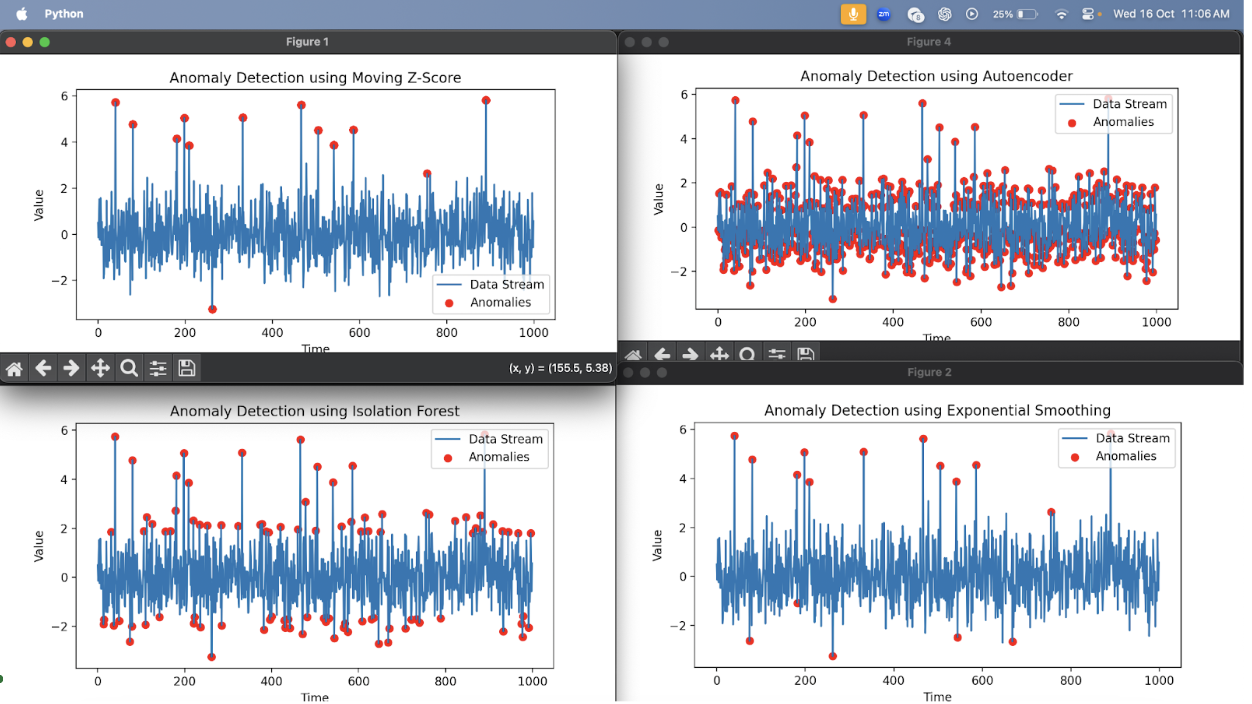 Python
zm
8
25%
Wed 16 Oct 11:06 AM
Figure 1
Anomaly Detection using Moving Z-Score
Value
6
4
2
0
−2
0 200 400 600 800 1000
Time
Data Stream
Anomalies
(x, y) = (155.5, 5.38)
Figure 4
Anomaly Detection using Autoencoder
Value
6
4
2
0
−2
0 200 400 600 800 1000
Time
Data Stream
Anomalies
Anomaly Detection using Isolation Forest
Value
6
4
2
0
−2
0 200 400 600 800 1000
Time
Data Stream
Anomalies
Figure 2
Anomaly Detection using Exponential Smoothing
Value
6
4
2
0
−2
0 200 400 600 800 1000
Time
Data Stream
Anomalies